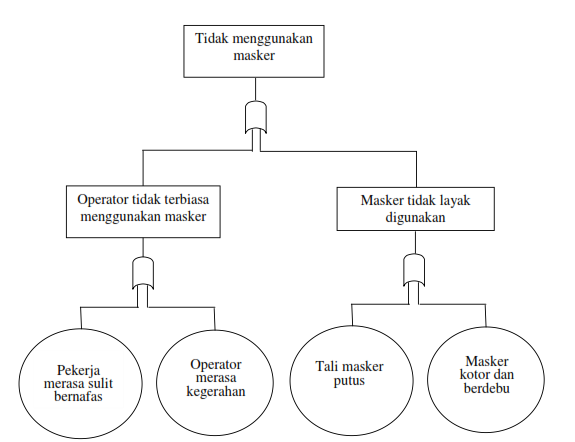 Tidak menggunakan
masker
Operator tidak terbiasa
menggunakan masker
Masker tidak layak
digunakan
Pekerja
merasa sulit
bernafas
Operator
merasa
kegerahan
Tali masker
putus
Masker
kotor dan
berdebu